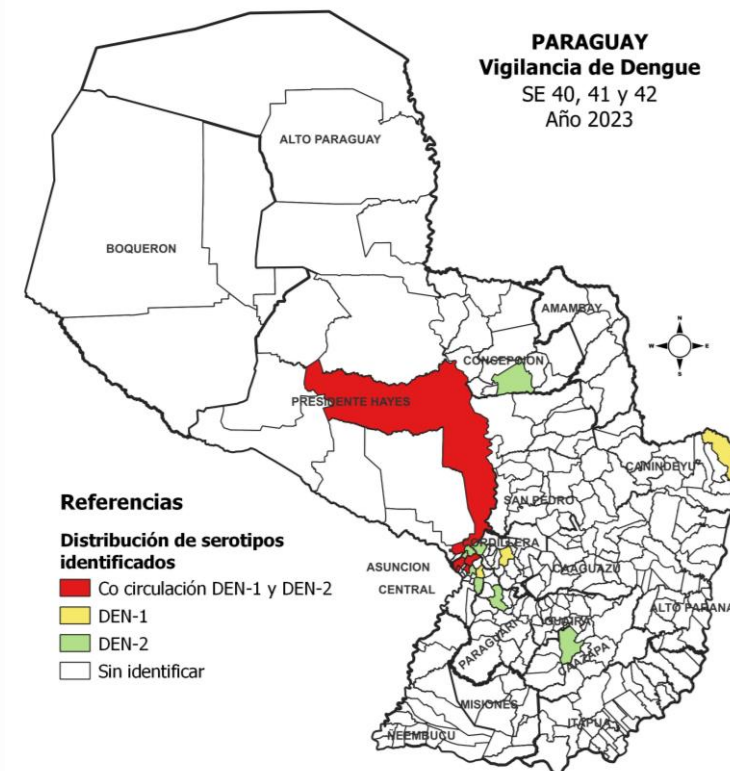 PARAGUAY
Vigilancia de Dengue
SE 40, 41 y 42
Año 2023
ALTO PARAGUAY
BOQUERON
AMAMBAY
N
W E
S
CONCEPCIÓN
PRESIDENTE HAYES
CANINDEYU
SAN PEDRO
Referencias
Distribución de serotipos
identificados
Co circulación DEN-1 y DEN-2
DEN-1
DEN-2
Sin identificar
CORDILLERA
ASUNCION
CAAGUAZU
CENTRAL
ALTO PARANA
GUAIRA
PARAGUARI
CAAZAPA
MISIONES
ITAPUA
ÑEEMBUCU